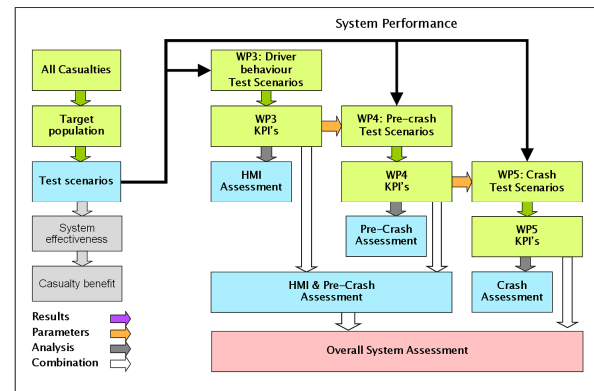 System Performance
All Casualties
Target
population
Test scenarios
System
effectiveness
Casualty benefit
WP3: Driver
behaviour
Test Scenarios
WP3
KPI's
HMI
Assessment
WP4: Pre-crash
Test Scenarios
WP4
KPI's
Pre-Crash
Assessment
WP5: Crash
Test Scenarios
WP5
KPI's
Crash
Assessment
HMI & Pre-Crash
Assessment
Overall System Assessment
Results
Parameters
Analysis
Combination